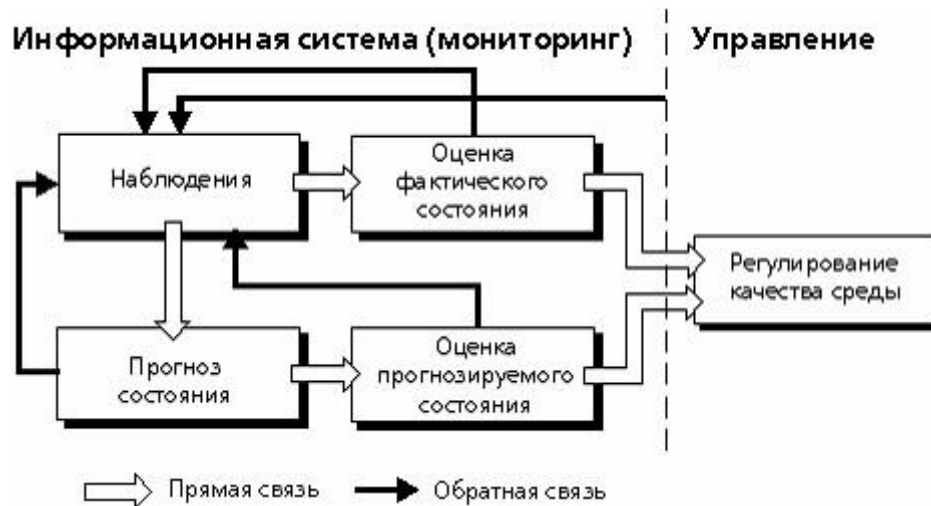 Информационная система (мониторинг)
Управление
Наблюдения
Оценка
фактического
состояния
Регулирование
качества среды
Прогноз
состояния
Оценка
прогнозируемого
состояния
Прямая связь
Обратная связь